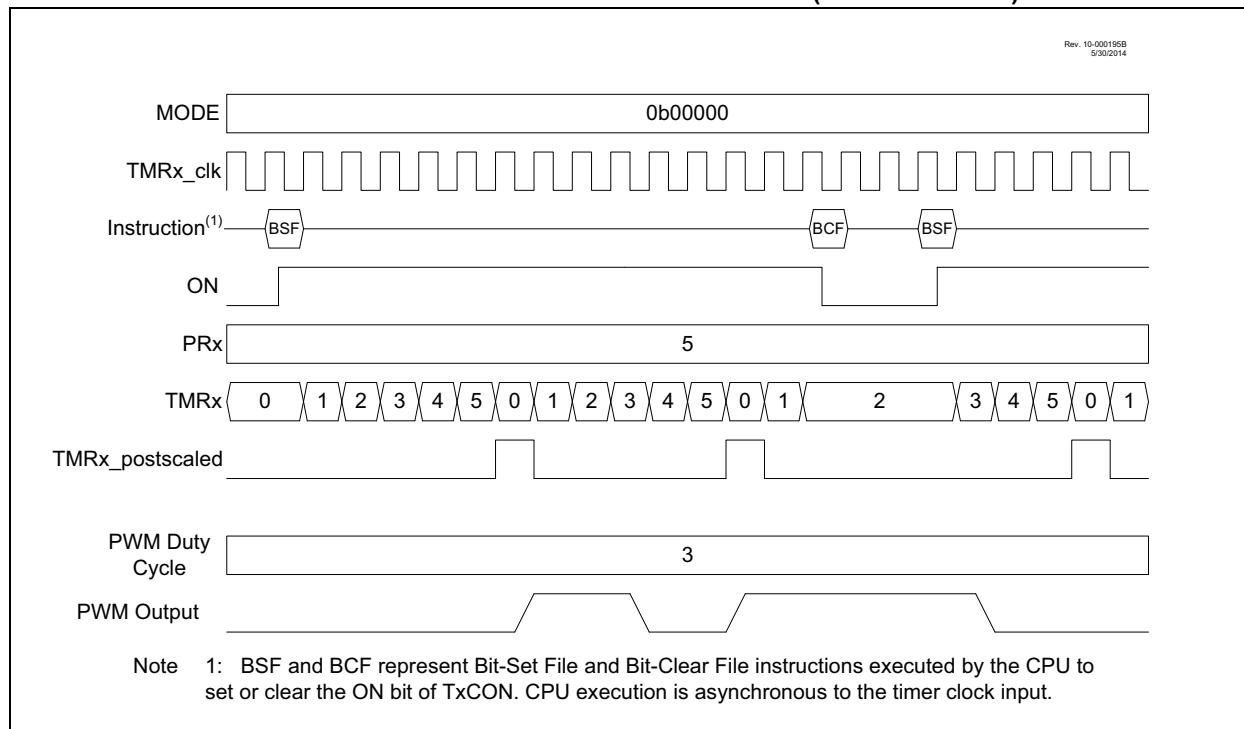 Rev. 10-000195B
5/30/2014
MODE 0b00000
TMRx_clk
Instruction(1) BSF BCF BSF
ON
PRx 5
TMRx 0 1 2 3 4 5 0 1 2 3 4 5 0 1 2 3 4 5 0 1
TMRx_postscaled
PWM Duty
Cycle 3
PWM Output
Note 1: BSF and BCF represent Bit-Set File and Bit-Clear File instructions executed by the CPU to
set or clear the ON bit of TxCON. CPU execution is asynchronous to the timer clock input.